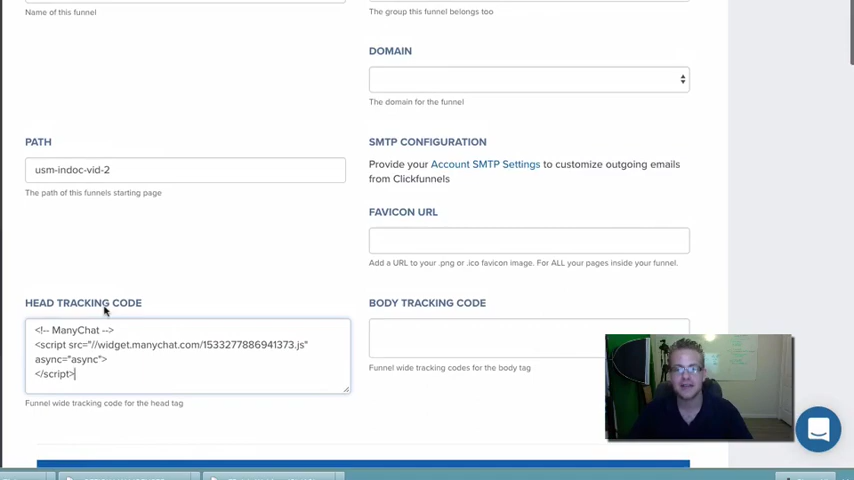 Name of this funnel
The group this funnel belongs too
DOMAIN
The domain for the funnel
PATH
usm-indoc-vid-2
The path of this funnels starting page
SMTP CONFIGURATION
Provide your Account SMTP Settings to customize outgoing emails
from Clickfunnels
FAVICON URL
Add a URL to your .png or .ico favicon image. For ALL your pages inside your funnel.
HEAD TRACKING CODE
<!-- ManyChat -->
<script src="//widget.manychat.com/1533277886941373.js"
async="async">
</script>
Funnel wide tracking code for the head tag
BODY TRACKING CODE
Funnel wide tracking codes for the body tag